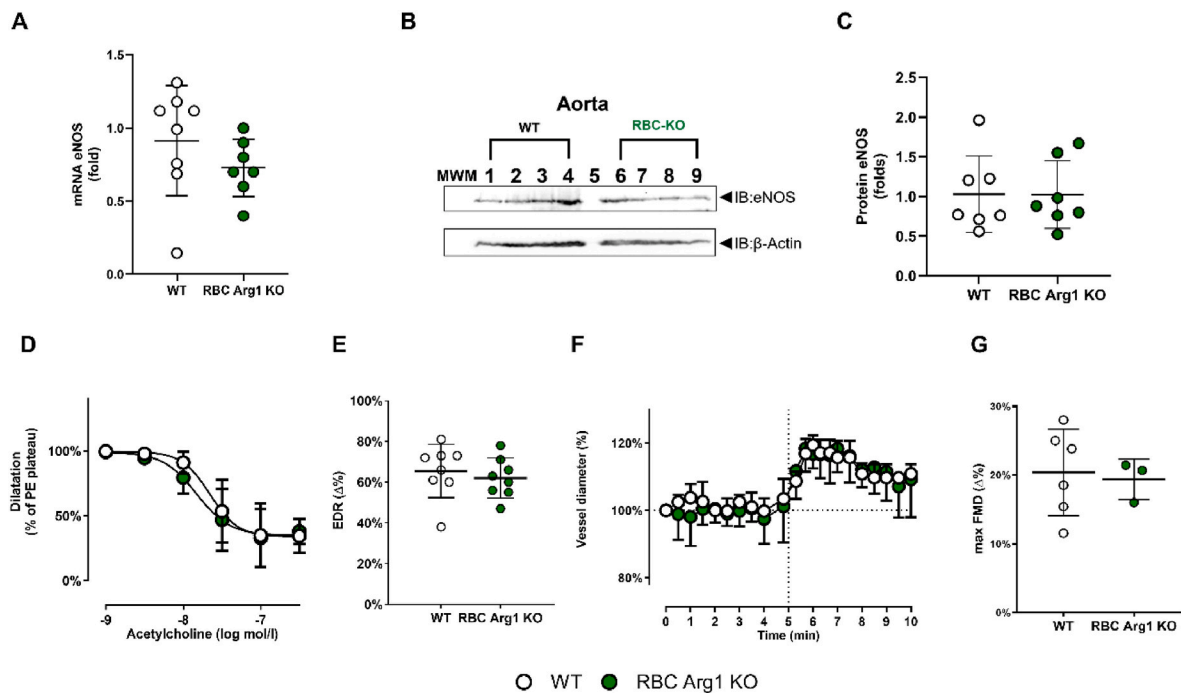 A
mRNA eNOS
(fold)
1.5
1.0
0.5
0.0
WT
RBC Arg1 KO
B
Aorta
WT
RBC-KO
MWM 1 2 3 4 5 6 7 8 9
IB:eNOS
IB:β-Actin
C
Protein eNOS
(folds)
2.5
2.0
1.5
1.0
0.5
0.0
WT
RBC Arg1 KO
D
Dilatation
(% of PE plateau)
100%
50%
0%
-9 -8 -7
Acetylcholine (log mol/l)
E
EDR (Δ%)
100%
80%
60%
40%
20%
0%
WT
RBC Arg1 KO
F
Vessel diameter (%)
120%
100%
80%
0 1 2 3 4 5 6 7 8 9 10
Time (min)
G
max FMD (Δ%)
30%
20%
10%
0%
WT
RBC Arg1 KO
WT
RBC Arg1 KO